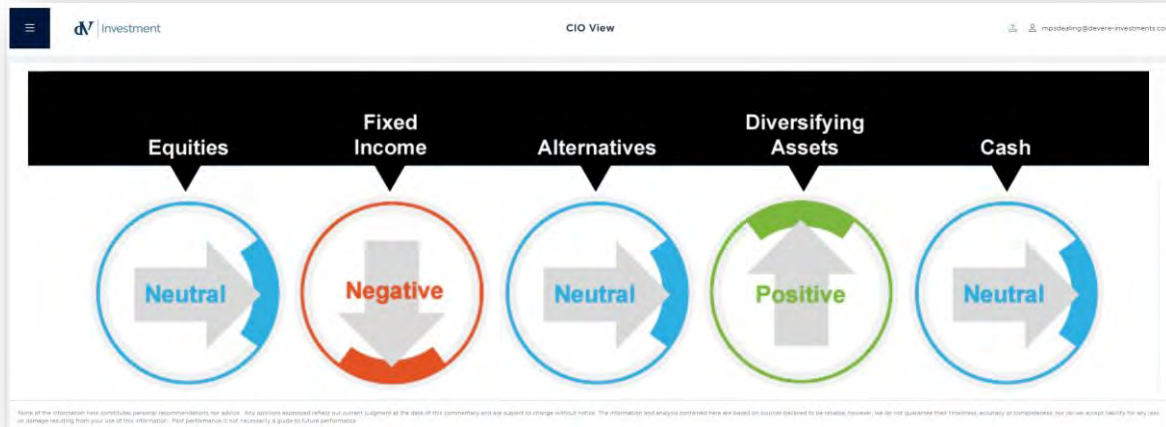 dV Investment
CIO View
mpsdealing@devere-investments.co
Equities
Fixed
Income
Alternatives
Diversifying
Assets
Cash
Neutral
Negative
Neutral
Positive
Neutral
None of the information here constitutes personal recommendations nor advice. Any opinions expressed reflect our current judgment at the date of this commentary and are subject to change without notice. The information and analysis contained here are based on sources believed to be reliable, however, we do not guarantee their timeliness, accuracy or completeness, nor do we accept liability for any loss
or damage resulting from your use of this information. Past performance is not necessarily a guide to future performance.